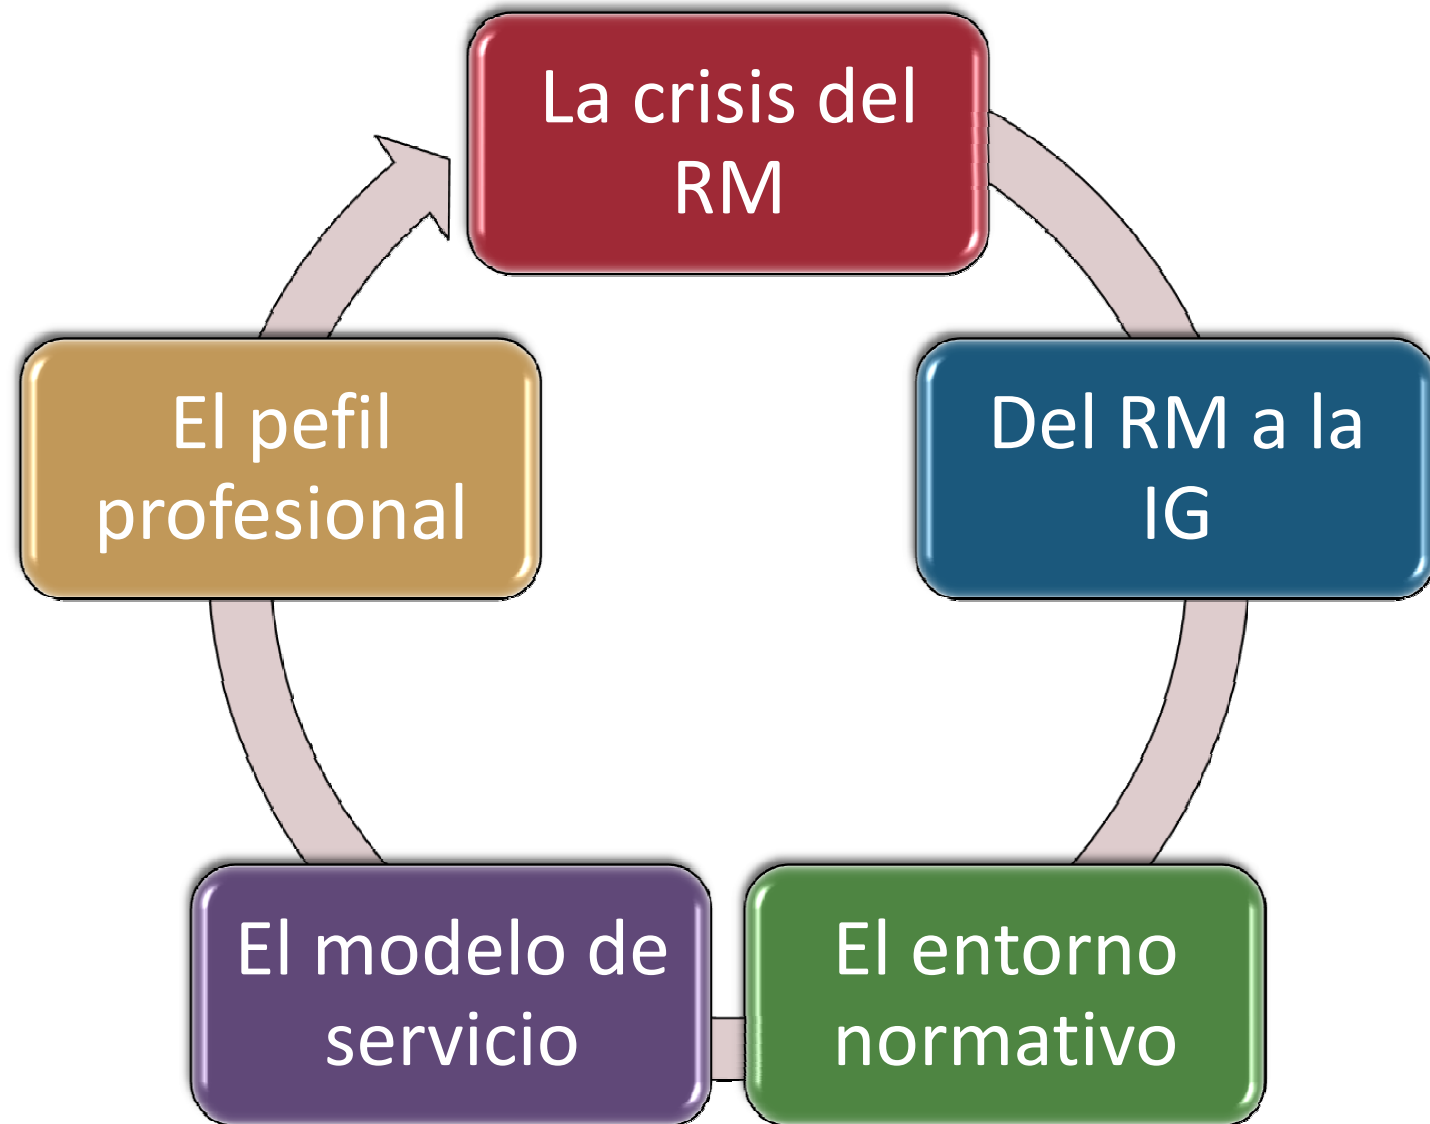 La crisis del
RM
Del RM a la
IG
El entorno
normativo
El modelo de
servicio
El pefil
profesional